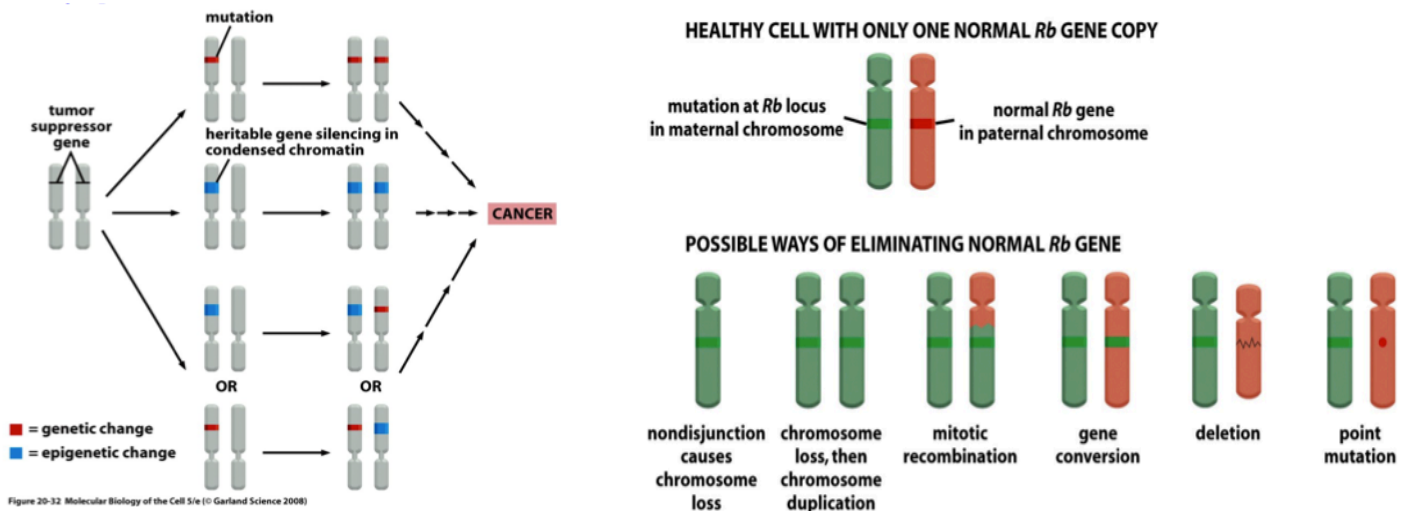 mutation
tumor
suppressor
gene
heritable gene silencing in
condensed chromatin
CANCER
OR
OR
= genetic change
= epigenetic change
Figure 20-32 Molecular Biology of the Cell 5/e (© Garland Science 2008)
HEALTHY CELL WITH ONLY ONE NORMAL Rb GENE COPY
mutation at Rb locus
in maternal chromosome
normal Rb gene
in paternal chromosome
POSSIBLE WAYS OF ELIMINATING NORMAL Rb GENE
nondisjunction
causes
chromosome
loss
chromosome
loss, then
chromosome
duplication
mitotic
recombination
gene
conversion
deletion
point
mutation